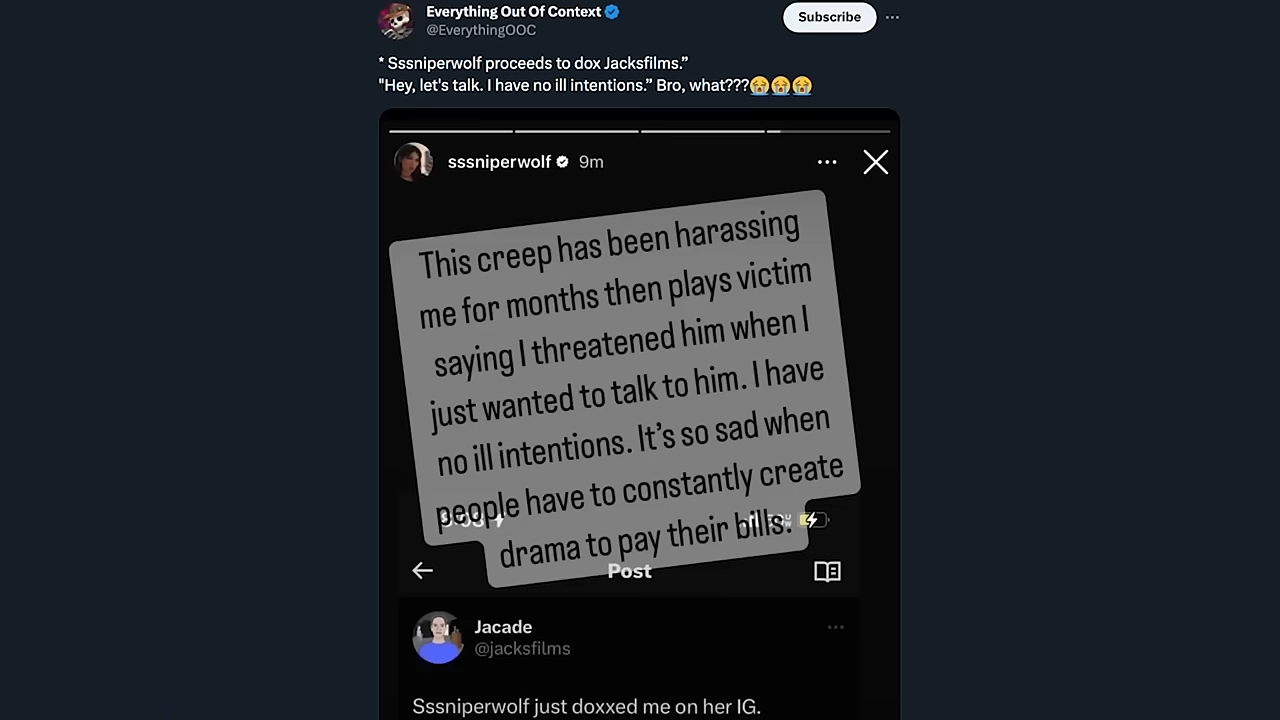 Everything Out Of Context
Subscribe
@EverythingOOC
* Sssniperwolf proceeds to dox Jacksfilms.”
"Hey, let's talk. I have no ill intentions.” Bro, what???😭😭😭
sssniperwolf 9m
This creep has been harassing
me for months then plays victim
saying I threatened him when I
just wanted to talk to him. I have
no ill intentions. It’s so sad when
people have to constantly create
drama to pay their bills.
Post
Jacade
@jacksfilms
Sssniperwolf just doxxed me on her IG.